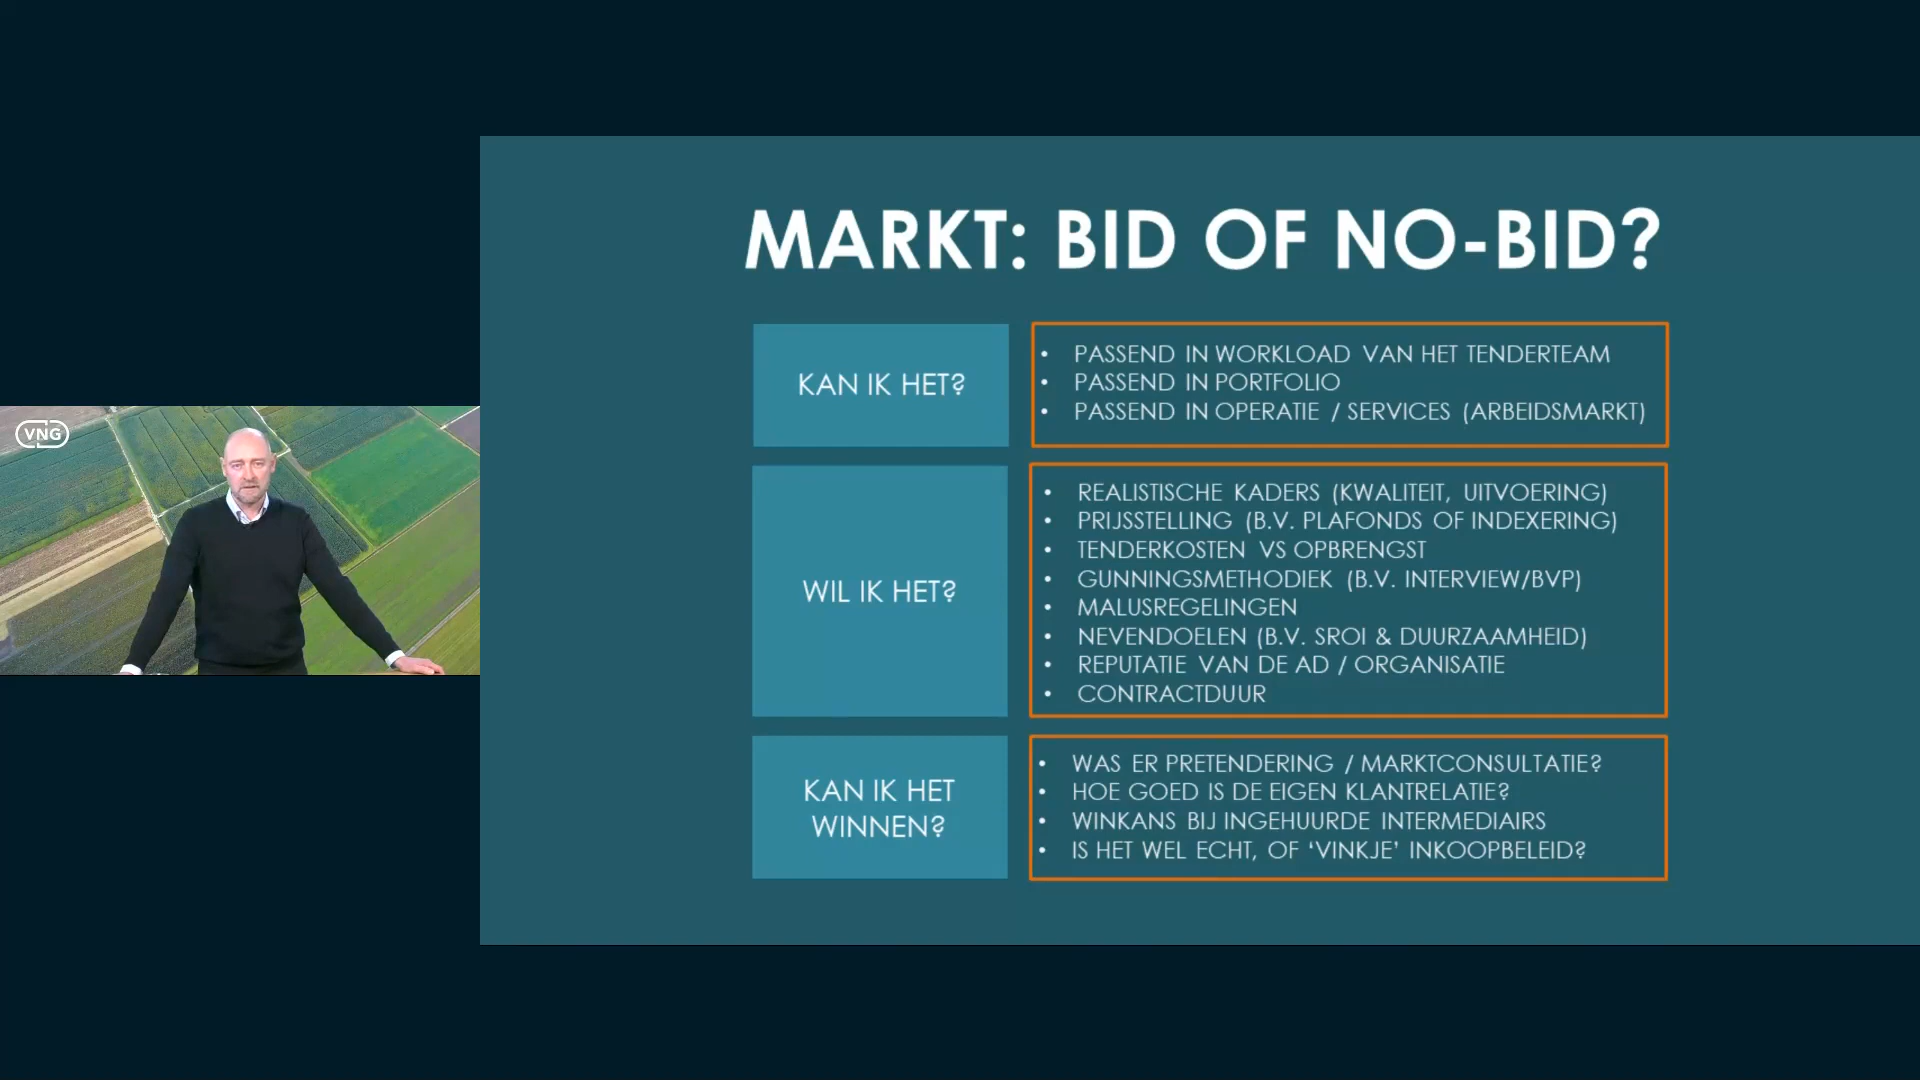 VNG
MARKT: BID OF NO-BID?
KAN IK HET?
• PASSEND IN WORKLOAD VAN HET TENDERTEAM
• PASSEND IN PORTFOLIO
• PASSEND IN OPERATIE / SERVICES (ARBEIDSMARKT)
WIL IK HET?
• REALISTISCHE KADERS (KWALITEIT, UITVOERING)
• PRIJSSTELLING (B.V. PLAFONDS OF INDEXERING)
• TENDERKOSTEN VS OPBRENGST
• GUNNINGSMETHODIEK (B.V. INTERVIEW/BVP)
• MALUSREGELINGEN
• NEVENDOELEN (B.V. SROI & DUURZAAMHEID)
• REPUTATIE VAN DE AD / ORGANISATIE
• CONTRACTDUUR
KAN IK HET
WINNEN?
• WAS ER PRETENDERING / MARKTCONSULTATIE?
• HOE GOED IS DE EIGEN KLANTRELATIE?
• WINKANS BIJ INGEHUURDE INTERMEDIAIRS
• IS HET WEL ECHT, OF ‘VINKJE’ INKOOPBELEID?